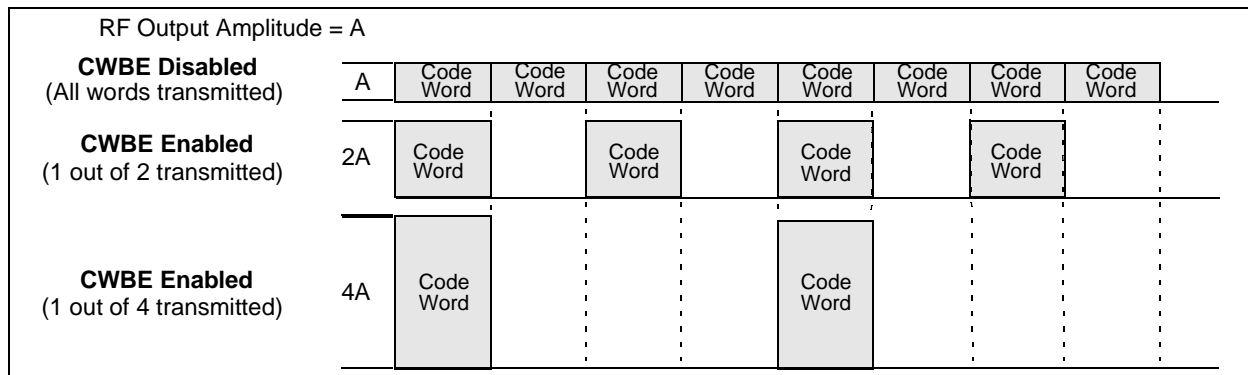 RF Output Amplitude = A
CWBE Disabled
(All words transmitted)
A
Code Word
Code Word
Code Word
Code Word
Code Word
Code Word
Code Word
Code Word
CWBE Enabled
(1 out of 2 transmitted)
2A
Code Word
Code Word
Code Word
Code Word
CWBE Enabled
(1 out of 4 transmitted)
4A
Code Word
Code Word